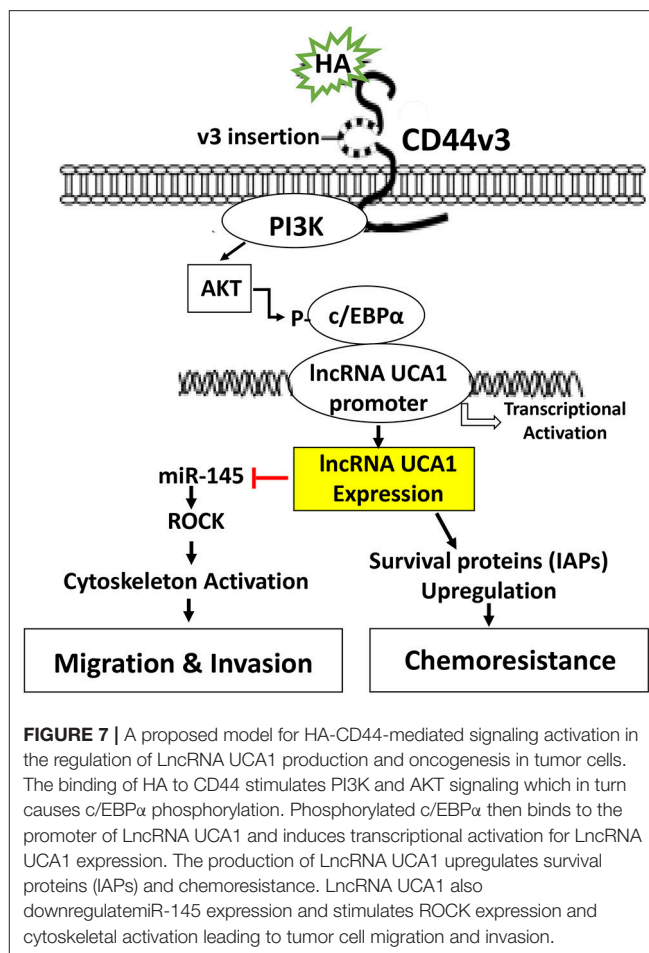 HA
v3 insertion
CD44v3
PI3K
AKT
P- c/EBPα
lncRNA UCA1
promoter
Transcriptional
Activation
lncRNA UCA1
Expression
miR-145
ROCK
Survival proteins (IAPs)
Upregulation
Cytoskeleton Activation
Migration & Invasion
Chemoresistance
FIGURE 7 | A proposed model for HA-CD44-mediated signaling activation in
the regulation of LncRNA UCA1 production and oncogenesis in tumor cells.
The binding of HA to CD44 stimulates PI3K and AKT signaling which in turn
causes c/EBPα phosphorylation. Phosphorylated c/EBPα then binds to the
promoter of LncRNA UCA1 and induces transcriptional activation for LncRNA
UCA1 expression. The production of LncRNA UCA1 upregulates survival
proteins (IAPs) and chemoresistance. LncRNA UCA1 also
downregulatemiR-145 expression and stimulates ROCK expression and
cytoskeletal activation leading to tumor cell migration and invasion.